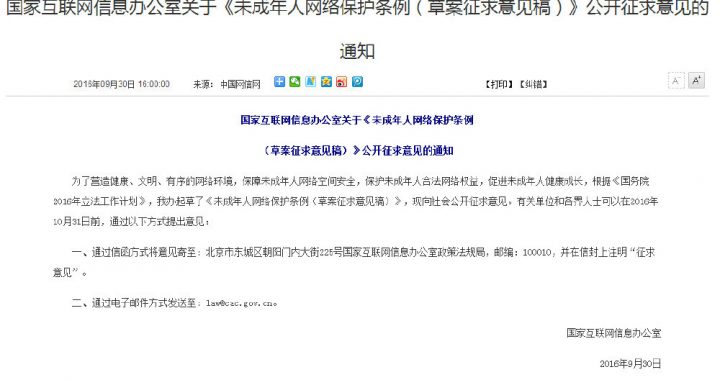 国家互联网信息办公室关于《未成年人网络保护条例（草案征求意见稿）》公开征求意见的
通知
2016年09月30日 16:00:00 来源：中国网信网 【打印】【纠错】
国家互联网信息办公室关于《未成年人网络保护条例
（草案征求意见稿）》公开征求意见的通知
为了营造健康、文明、有序的网络环境，保障未成年人网络空间安全，保护未成年人合法网络权益，促进未成年人健康成长，根据《国务院
2016年立法工作计划》，我办起草了《未成年人网络保护条例（草案征求意见稿）》，现向社会公开征求意见，有关单位和各界人士可以在2016年
10月31日前，通过以下方式提出意见：
一、通过信函方式将意见寄至：北京市东城区朝阳门内大街225号国家互联网信息办公室政策法规局，邮编：100010，并在信封上注明“征求
意见”。
二、通过电子邮件方式发送至：law@cac.gov.cn。
国家互联网信息办公室
2016年9月30日